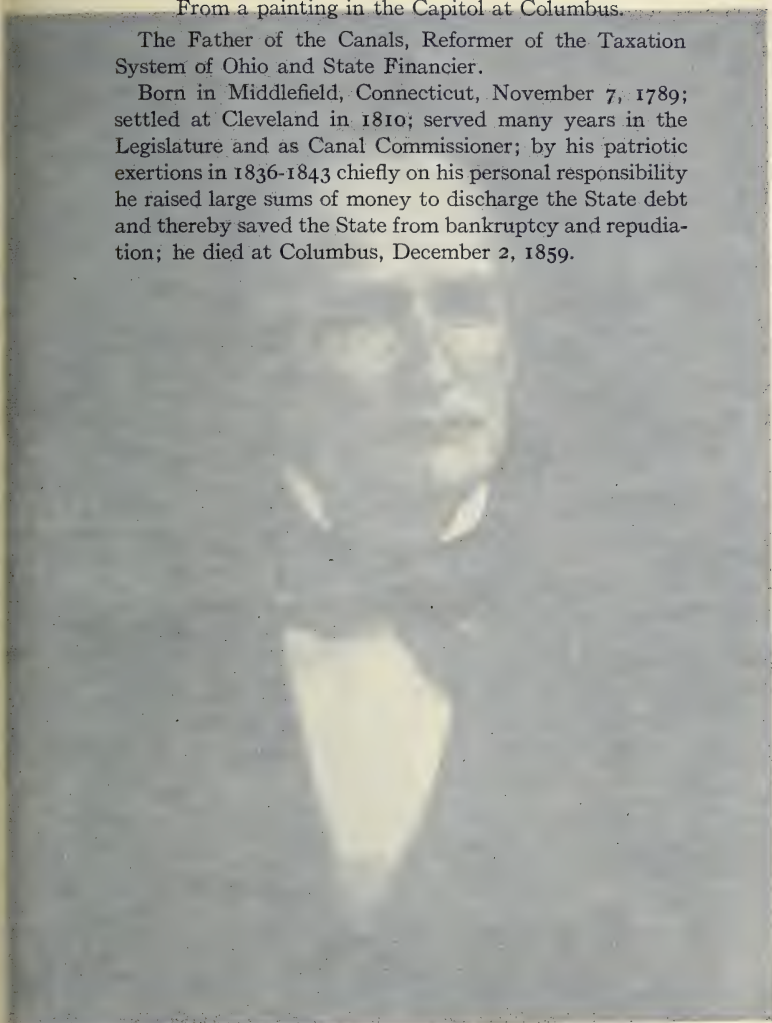 From a painting in the Capitol at Columbus.
The Father of the Canals, Reformer of the Taxation
System of Ohio and State Financier.
Born in Middlefield, Connecticut, November 7, 1789;
settled at Cleveland in 1810; served many years in the
Legislature and as Canal Commissioner; by his patriotic
exertions in 1836-1843 chiefly on his personal responsibility
he raised large sums of money to discharge the State debt
and thereby saved the State from bankruptcy and repudia-
tion; he died at Columbus, December 2, 1859.